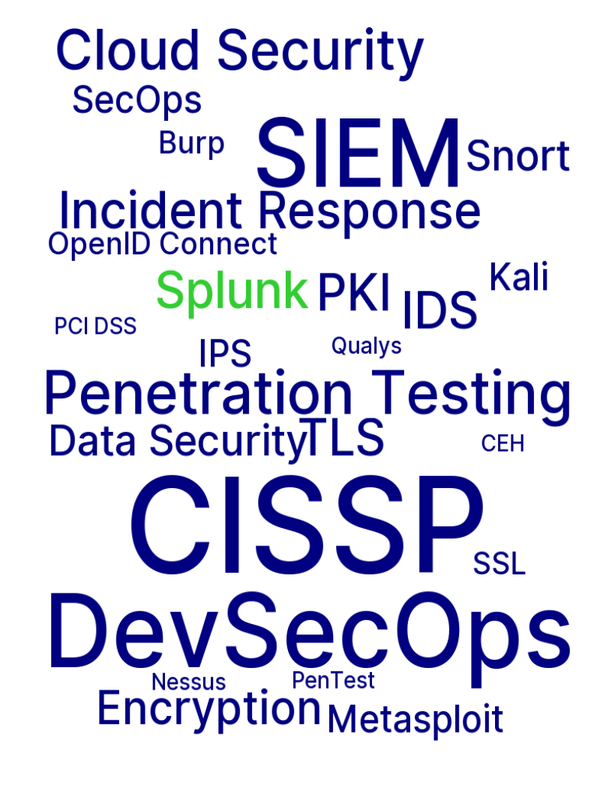 Cloud Security
SecOps
Burp
SIEM
Snort
Incident Response
OpenID Connect
Splunk
PKI
Kali
IDS
PCI DSS
IPS
Qualys
Penetration Testing
Data Security
TLS
CEH
CISSP
SSL
DevSecOps
Nessus
PenTest
Encryption
Metasploit